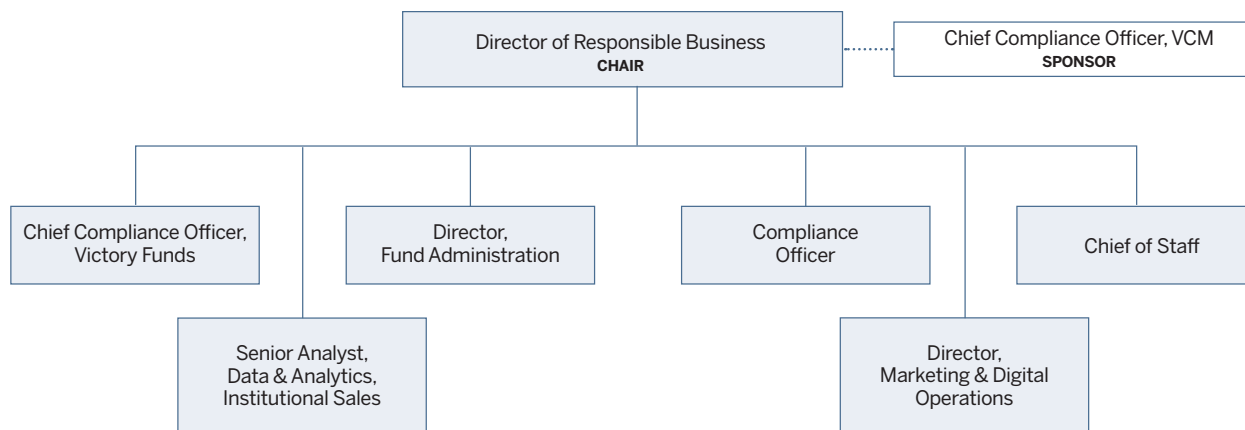 Director of Responsible Business
CHAIR
Chief Compliance Officer, VCM
SPONSOR
Chief Compliance Officer,
Victory Funds
Director,
Fund Administration
Compliance
Officer
Chief of Staff
Senior Analyst,
Data & Analytics,
Institutional Sales
Director,
Marketing & Digital
Operations